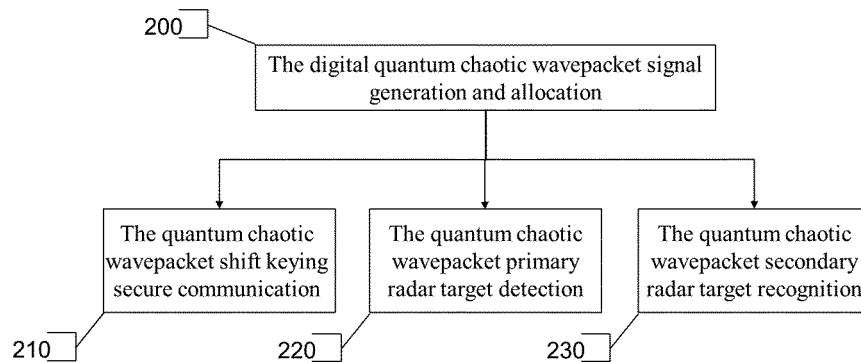 200
The digital quantum chaotic wavepacket signal
generation and allocation
The quantum chaotic
wavepacket shift keying
secure communication
The quantum chaotic
wavepacket primary
radar target detection
The quantum chaotic
wavepacket secondary
radar target recognition
210
220
230